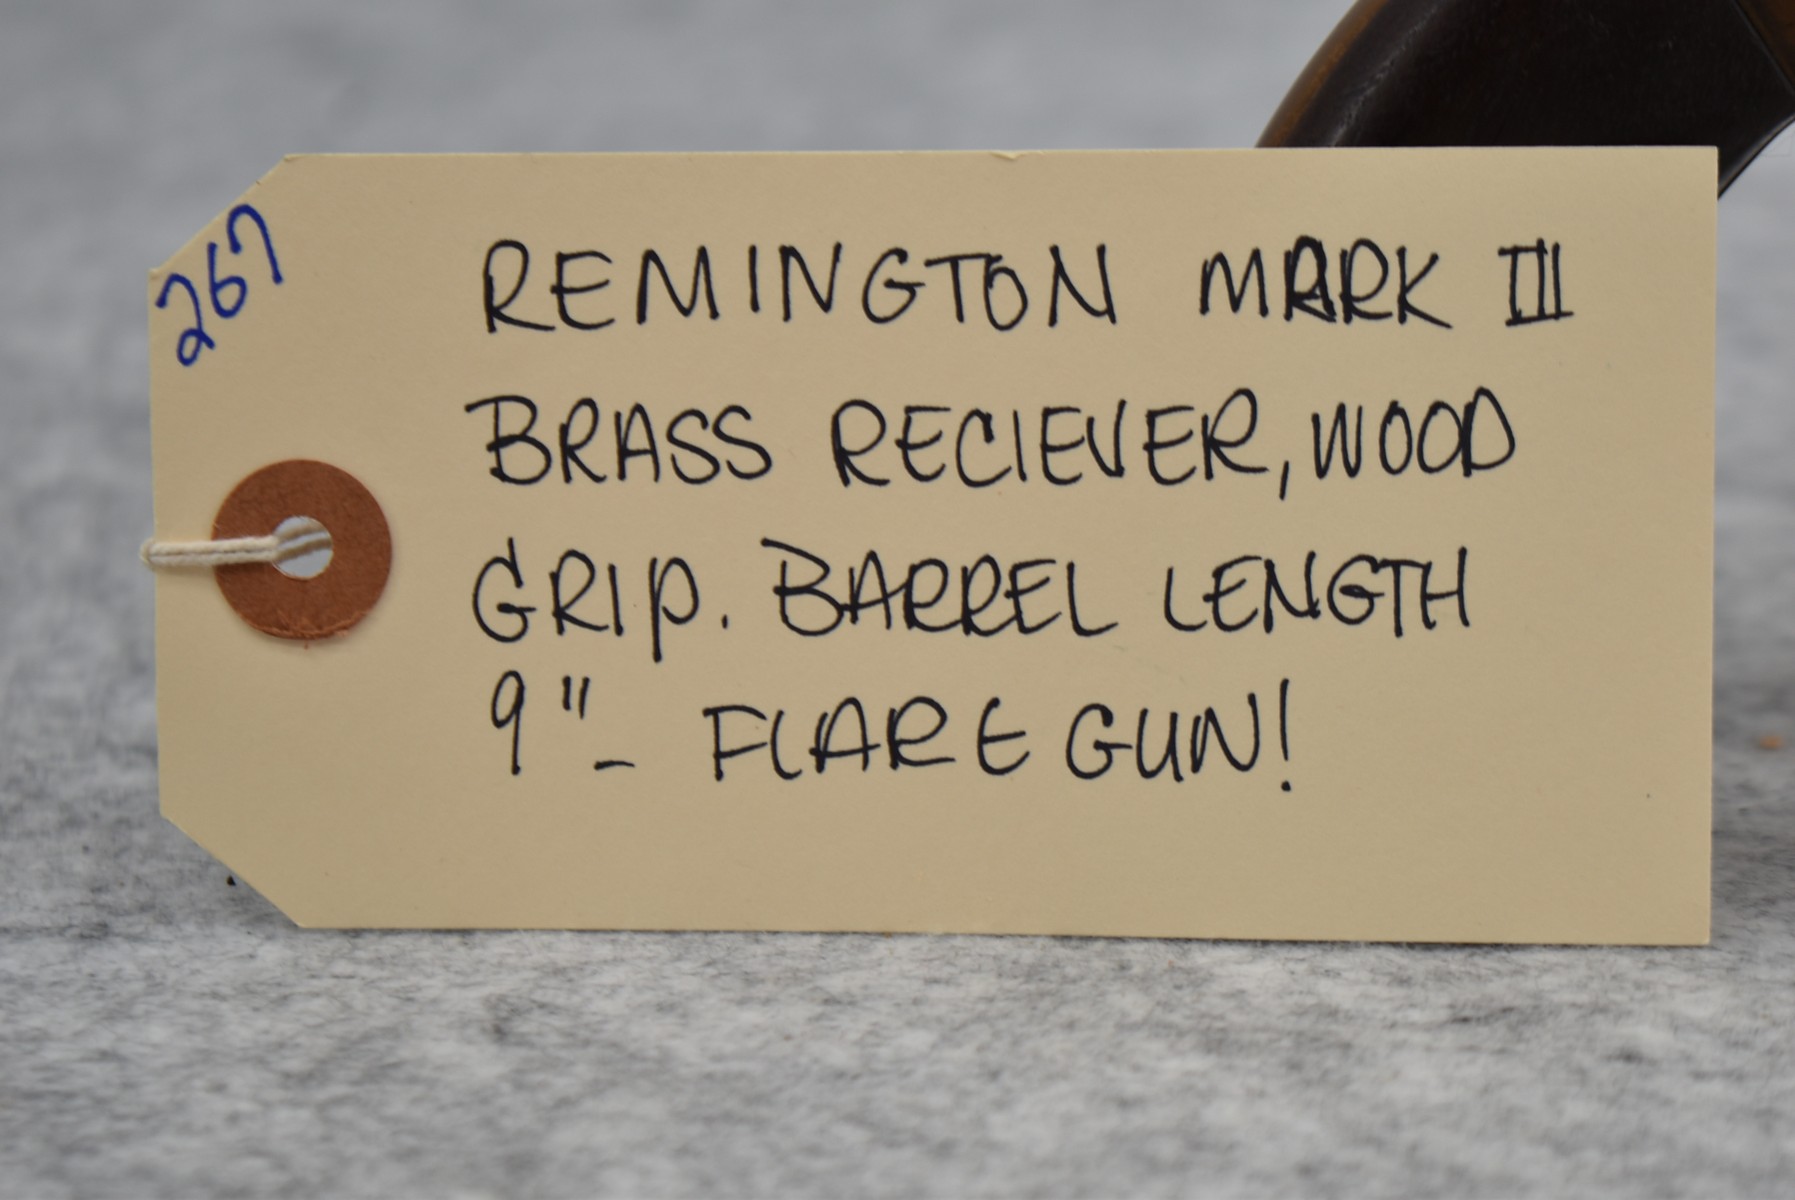 267
REMINGTON MARK III
BRASS RECIEVER, WOOD
GRIP. BARREL LENGTH
9"- FLARE GUN!